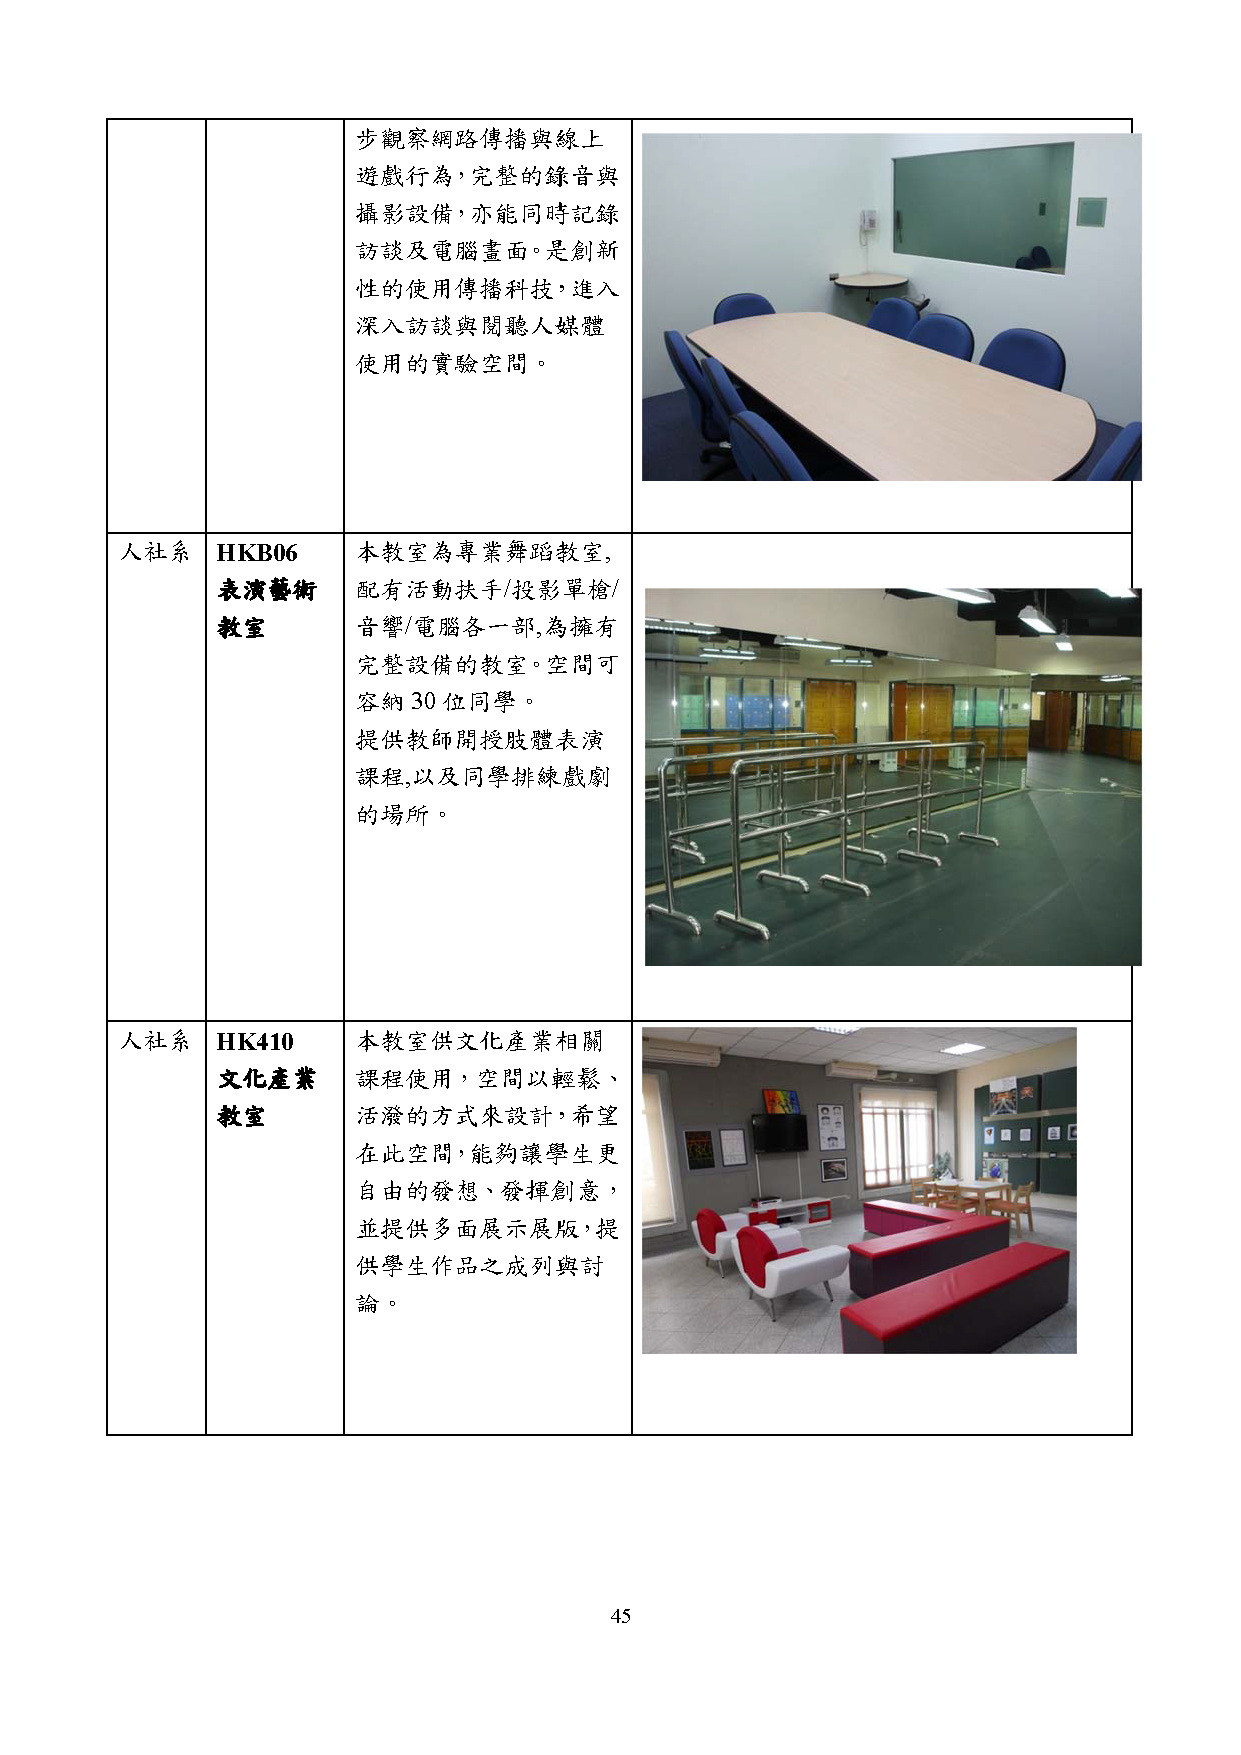 步觀察網路傳播與線上
遊戲行為，完整的錄音與
攝影設備，亦能同時記錄
訪談及電腦畫面。是創新
性的使用傳播科技，進入
深入訪談與閱聽人媒體
使用的實驗空間。
人社系
HKB06
表演藝術
教室
本教室為專業舞蹈教室,
配有活動扶手/投影單槍/
音響/電腦各一部,為擁有
完整設備的教室。空間可
容納 30 位同學。
提供教師開授肢體表演
課程,以及同學排練戲劇
的場所。
人社系
HK410
文化產業
教室
本教室供文化產業相關
課程使用，空間以輕鬆、
活潑的方式來設計，希望
在此空間，能夠讓學生更
自由的發想、發揮創意，
並提供多面展示展版，提
供學生作品之成列與討
論。
45